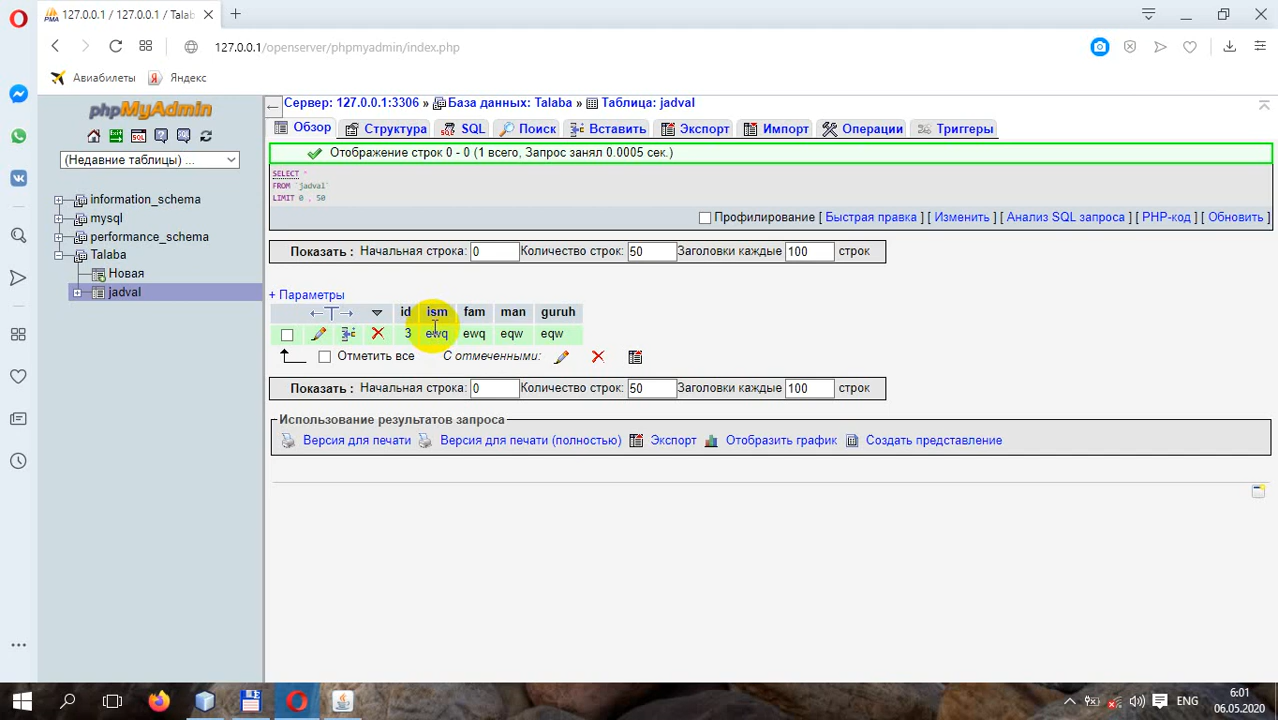 127.0.0.1 / 127.0.0.1 / Talab
127.0.0.1/openserver/phpmyadmin/index.php
Авиабилеты Яндекс
phpMyAdmin
(Недавние таблицы) ...
information_schema
mysql
performance_schema
Talaba
Новая
jadval
Сервер: 127.0.0.1:3306 » База данных: Talaba » Таблица: jadval
Обзор Структура SQL Поиск Вставить Экспорт Импорт Операции Триггеры
Отображение строк 0 - 0 (1 всего, Запрос занял 0.0005 сек.)
SELECT *
FROM `jadval`
LIMIT 0 , 50
Профилирование [ Быстрая правка ] [ Изменить ] [ Анализ SQL запроса ] [ PHP-код ] [ Обновить ]
Показать : Начальная строка: 0 Количество строк: 50 Заголовки каждые 100 строк
+ Параметры
←T→ id ism fam man guruh
3 ewq ewq eqw eqw
Отметить все С отмеченными:
Показать : Начальная строка: 0 Количество строк: 50 Заголовки каждые 100 строк
Использование результатов запроса
Версия для печати Версия для печати (полностью) Экспорт Отобразить график Создать представление
ENG
6:01
06.05.2020